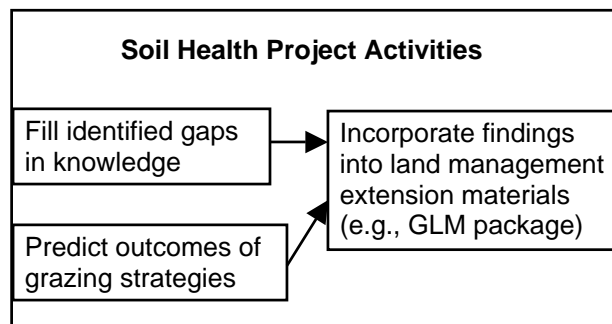 Soil Health Project Activities
Fill identified gaps
in knowledge
Incorporate findings
into land management
extension materials
(e.g., GLM package)
Predict outcomes of
grazing strategies